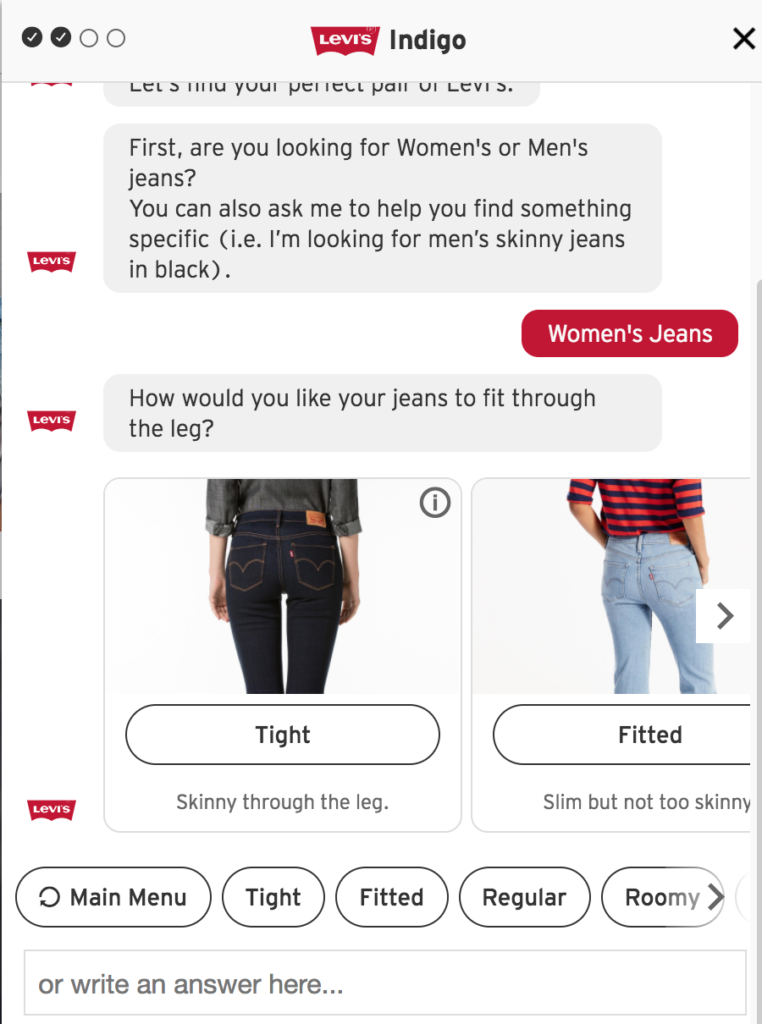 LEVI'S Indigo
Let's find your perfect pair of Levi's.
First, are you looking for Women's or Men's
jeans?
You can also ask me to help you find something
specific (i.e. I'm looking for men’s skinny jeans
in black).
LEVI'S
Women's Jeans
How would you like your jeans to fit through
the leg?
LEVI'S
Tight
Fitted
Skinny through the leg.
Slim but not too skinny
LEVI'S
Main Menu
Tight
Fitted
Regular
Roomy
or write an answer here...